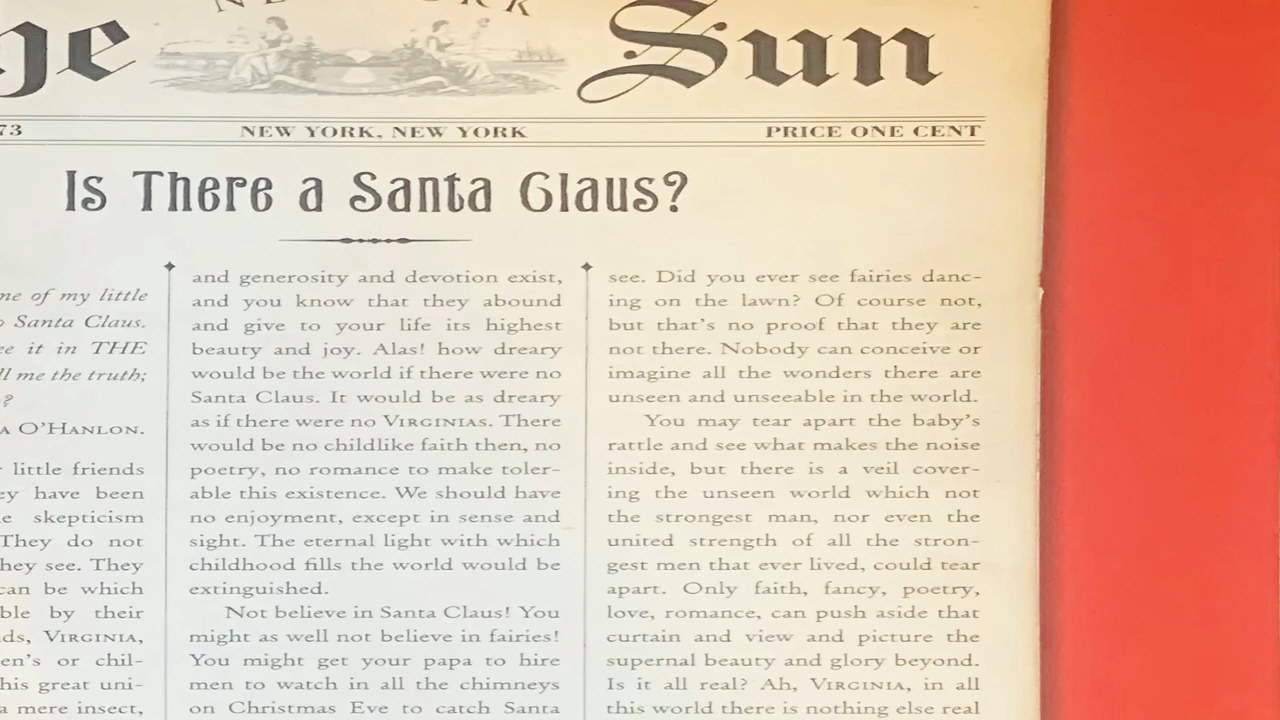 NEW YORK
Sun
73
NEW YORK, NEW YORK
PRICE ONE CENT
Is There a Santa Claus?
of my little
Santa Claus.
it in THE
me the truth;
?
O'HANLON.
little friends
have been
skepticism
They do not
see. They
can be which
by their
VIRGINIA,
or chil-
his great uni-
mere insect,
and generosity and devotion exist,
and you know that they abound
and give to your life its highest
beauty and joy. Alas! how dreary
would be the world if there were no
Santa Claus. It would be as dreary
as if there were no VIRGINIAS. There
would be no childlike faith then, no
poetry, no romance to make toler-
able this existence. We should have
no enjoyment, except in sense and
sight. The eternal light with which
childhood fills the world would be
extinguished.
Not believe in Santa Claus! You
might as well not believe in fairies!
You might get your papa to hire
men to watch in all the chimneys
on Christmas Eve to catch Santa
see. Did you ever see fairies danc-
ing on the lawn? Of course not,
but that's no proof that they are
not there. Nobody can conceive or
imagine all the wonders there are
unseen and unseeable in the world.
You may tear apart the baby's
rattle and see what makes the noise
inside, but there is a veil cover-
ing the unseen world which not
the strongest man, nor even the
united strength of all the stron-
gest men that ever lived, could tear
apart. Only faith, fancy, poetry,
love, romance, can push aside that
curtain and view and picture the
supernal beauty and glory beyond.
Is it all real? Ah, VIRGINIA, in all
this world there is nothing else real